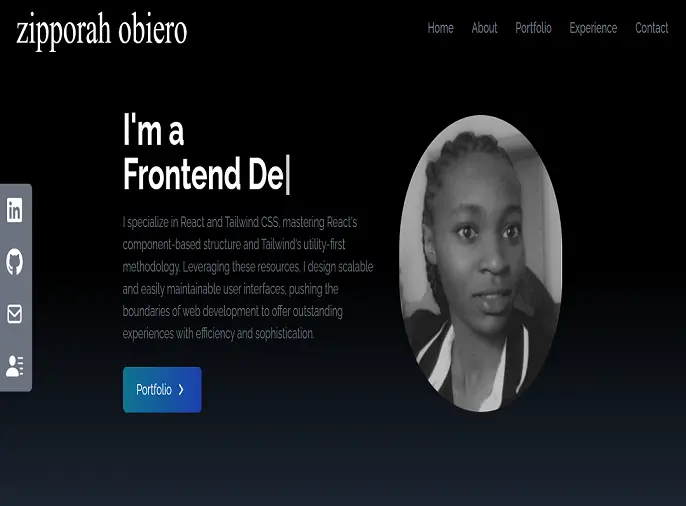 zipporah obiero
Home About Portfolio Experience Contact
I'm a
Frontend De
I specialize in React and Tailwind CSS, mastering React's
component-based structure and Tailwind's utility-first
methodology. Leveraging these resources, I design scalable
and easily maintainable user interfaces, pushing the
boundaries of web development to offer outstanding
experiences with efficiency and sophistication.
in
Portfolio